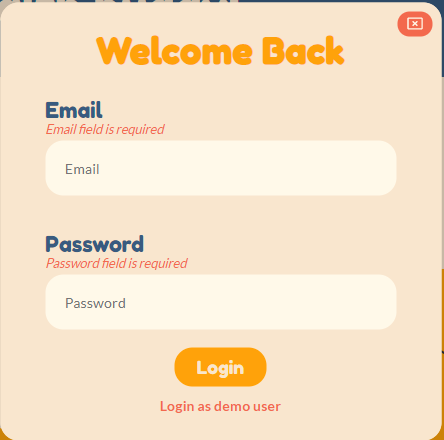 Welcome Back
Email
Email field is required
Email
Password
Password field is required
Password
Login
Login as demo user